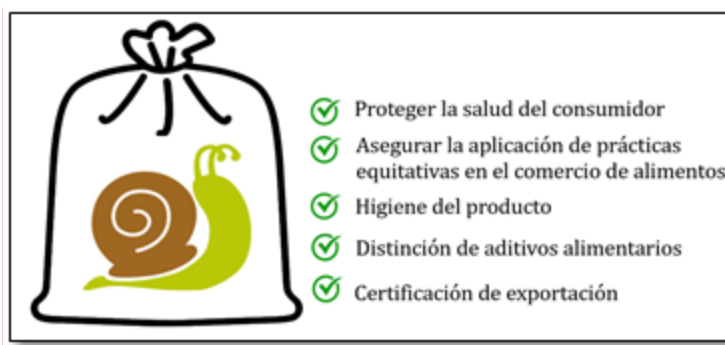 Proteger la salud del consumidor
Asegurar la aplicación de prácticas
equitativas en el comercio de alimentos
Higiene del producto
Distinción de aditivos alimentarios
Certificación de exportación